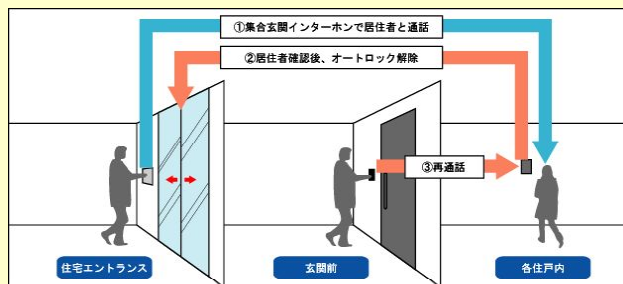 ①集合玄関インターホンで居住者と通話
②居住者確認後、オートロック解除
③再通話
住宅エントランス
玄関前
各住戸内